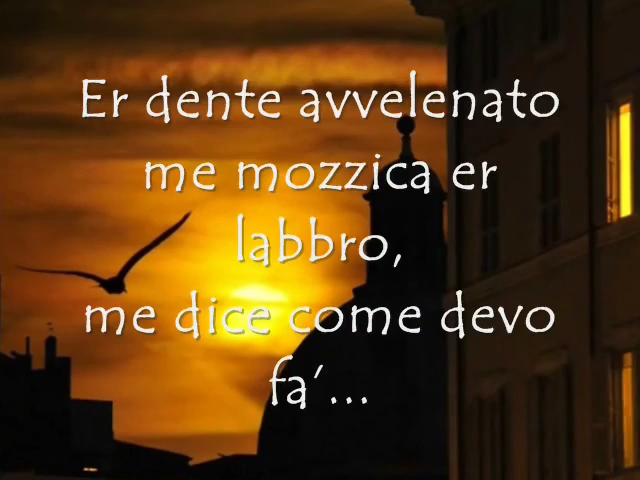 Er dente avvelenato
me mozzica er
labbro,
me dice come devo
fa’...